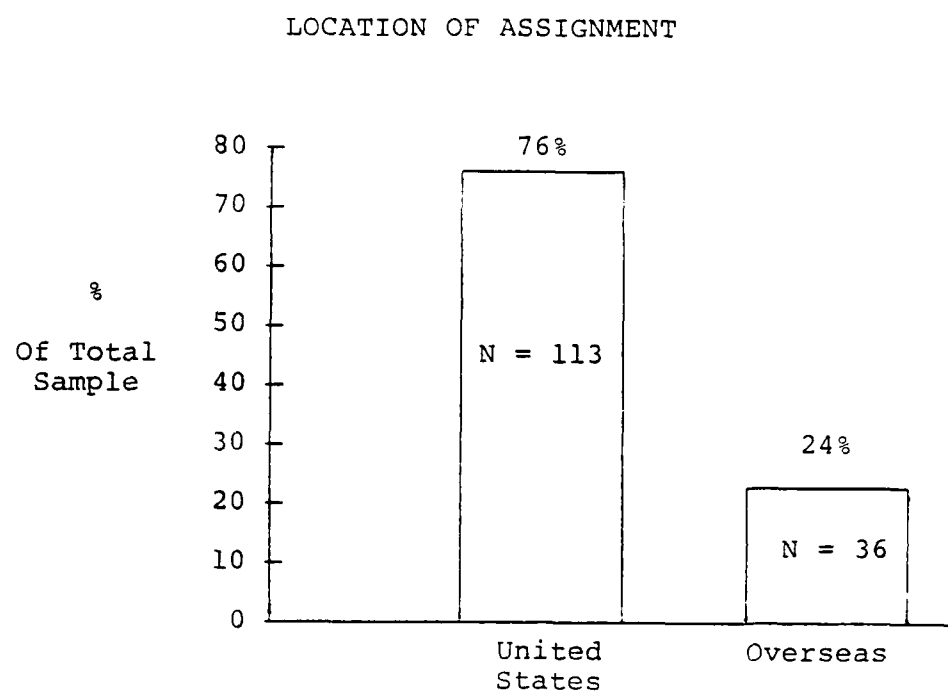 LOCATION OF ASSIGNMENT
%
Of Total
Sample
80
70
60
50
40
30
20
10
0
76%
N = 113
24%
N = 36
United
States
Overseas